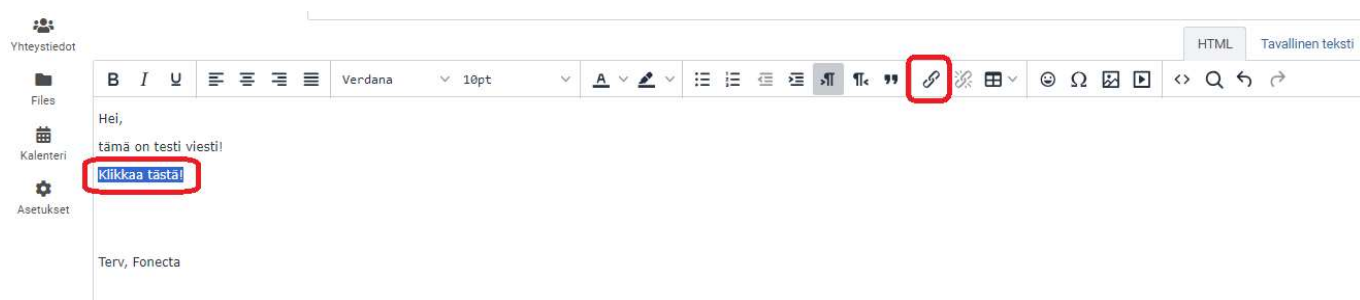 Yhteystiedot
Files
Kalenteri
Asetukset
HTML Tavallinen teksti
B I U Verdana 10pt A Ω
Hei,
tämä on testi viesti!
Klikkaa tästä!
Terv, Fonecta